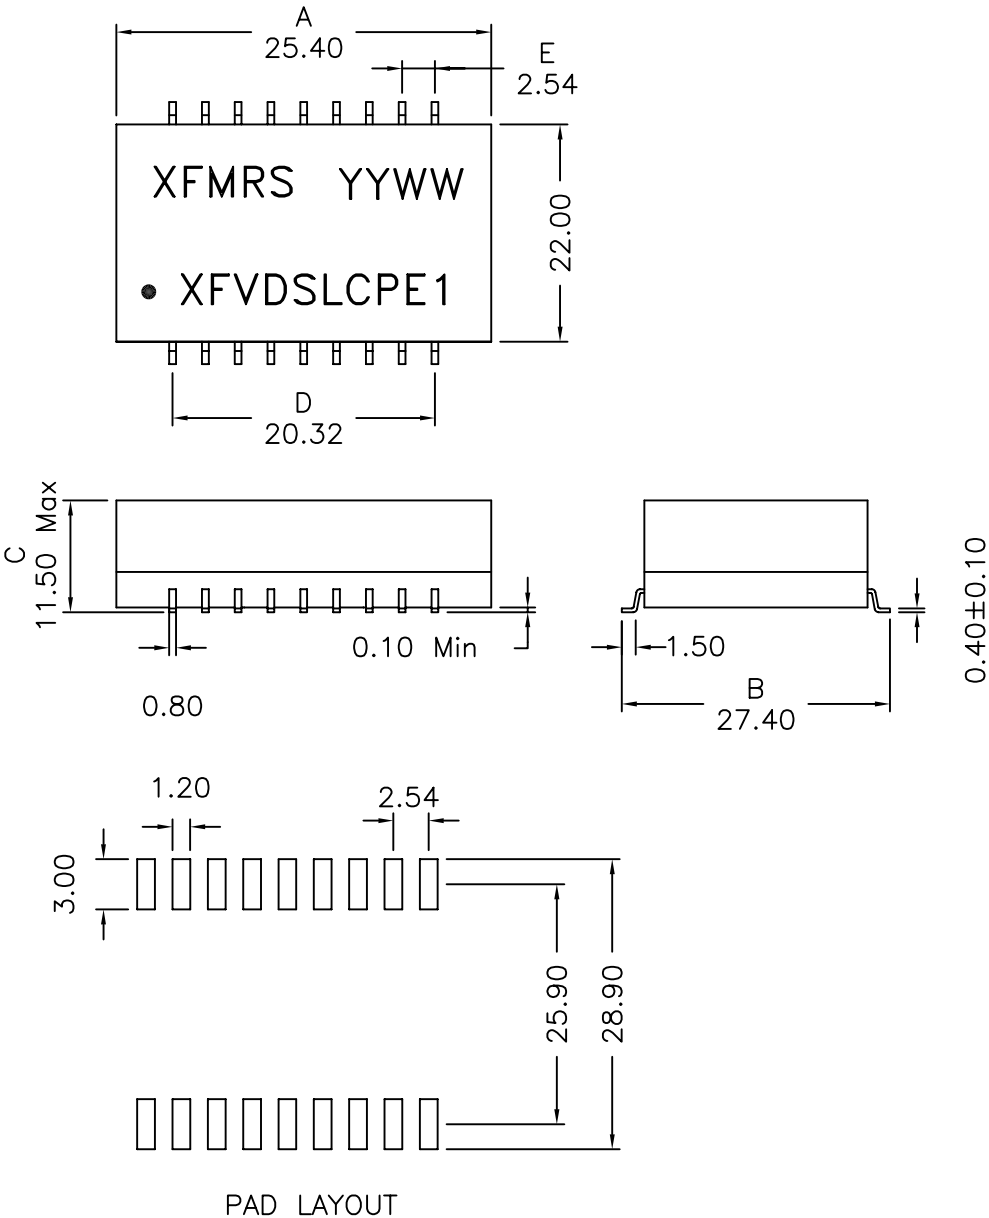 A
25.40
E
2.54
XFMRS YYWW
22.00
XFVDSLCPE1
D
20.32
C
11.50 Max
0.10 Min
0.80
1.50
B
27.40
0.40±0.10
1.20
2.54
3.00
25.90
28.90
PAD LAYOUT